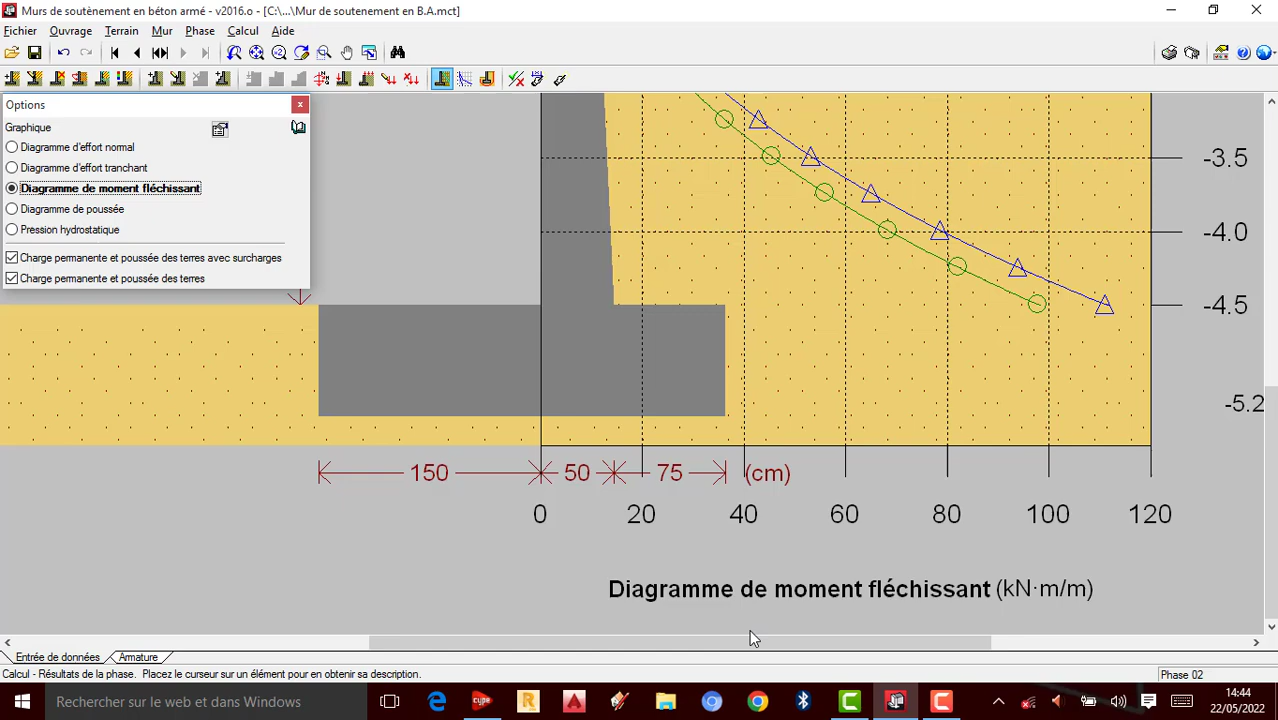 Murs de soutènement en béton armé - v2016.o - [C:\...\Mur de soutenement en B.A.mct]
Fichier Ouvrage Terrain Mur Phase Calcul Aide
Options
Graphique
Diagramme d'effort normal
Diagramme d'effort tranchant
Diagramme de moment fléchissant
Diagramme de poussée
Pression hydrostatique
Charge permanente et poussée des terres avec surcharges
Charge permanente et poussée des terres
-3.5
-4.0
-4.5
-5.2
150 50 75 (cm)
0 20 40 60 80 100 120
Diagramme de moment fléchissant (kN·m/m)
Entrée de données Armature
Calcul - Résultats de la phase. Placez le curseur sur un élément pour en obtenir sa description. Phase 02
Rechercher sur le web et dans Windows
14:44
22/05/2022